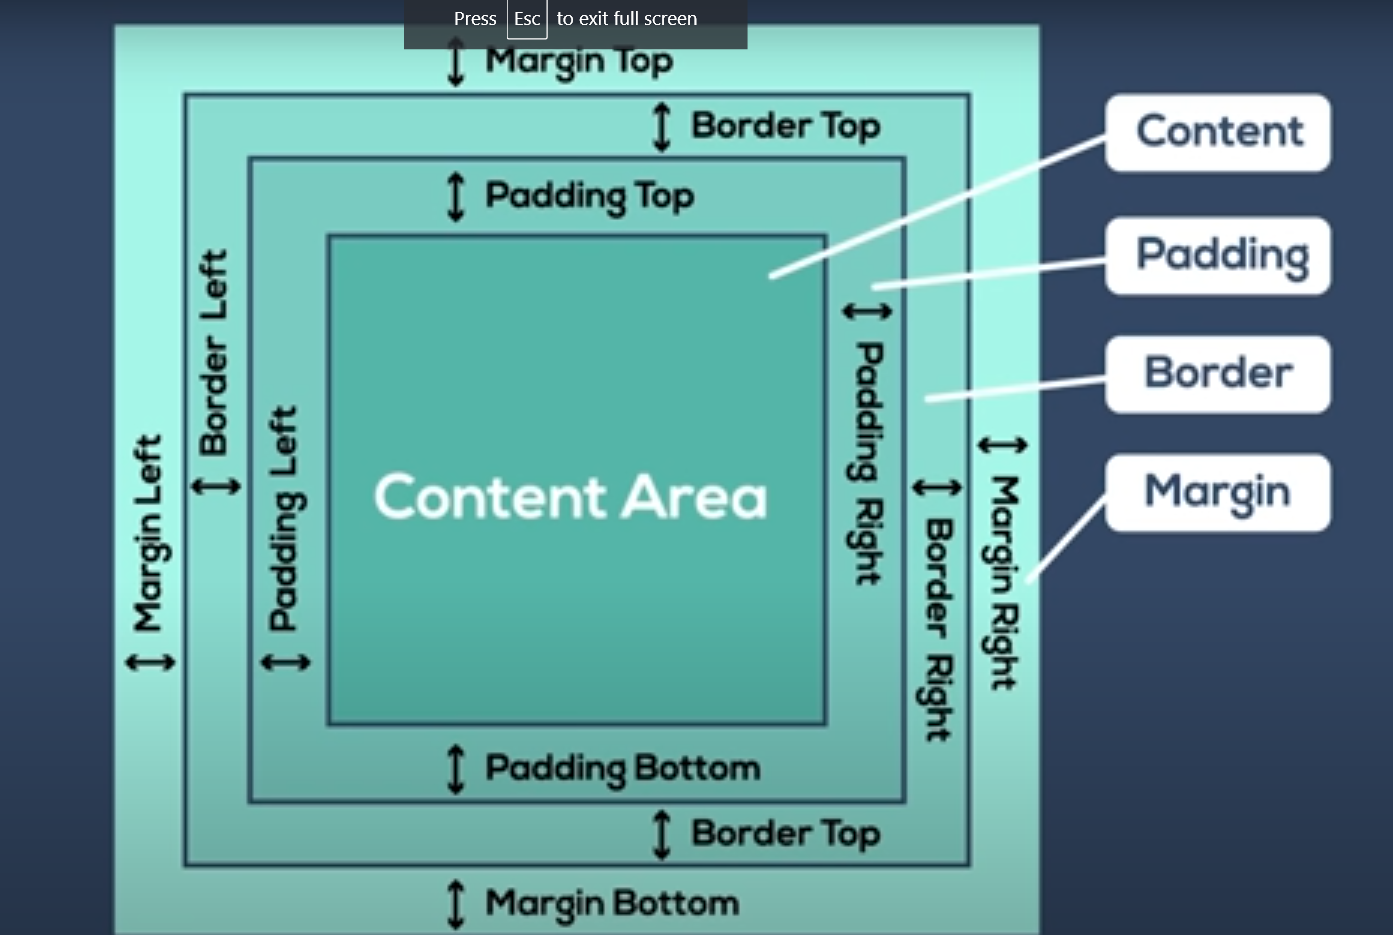 Press Esc to exit full screen
Margin Top
Border Top
Padding Top
Content
Padding
Border
Margin
Margin Left
Border Left
Padding Left
Content Area
Padding Right
Border Right
Margin Right
Padding Bottom
Border Top
Margin Bottom